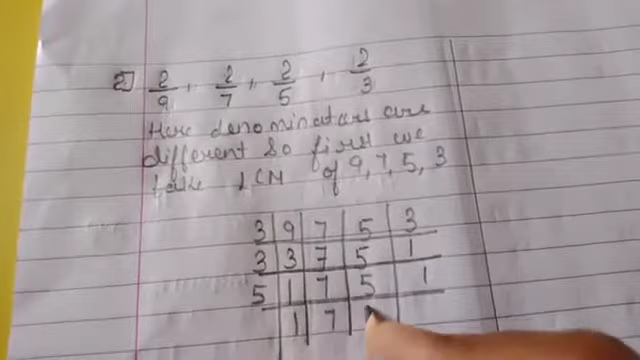 2] 2/9, 2/7, 2/5, 2/3
Here denominators are
different so first we
take LCM of 9, 7, 5, 3
3 | 9 | 7 | 5 | 3
3 | 3 | 7 | 5 | 1
5 | 1 | 7 | 5 | 1
1 | 7 |